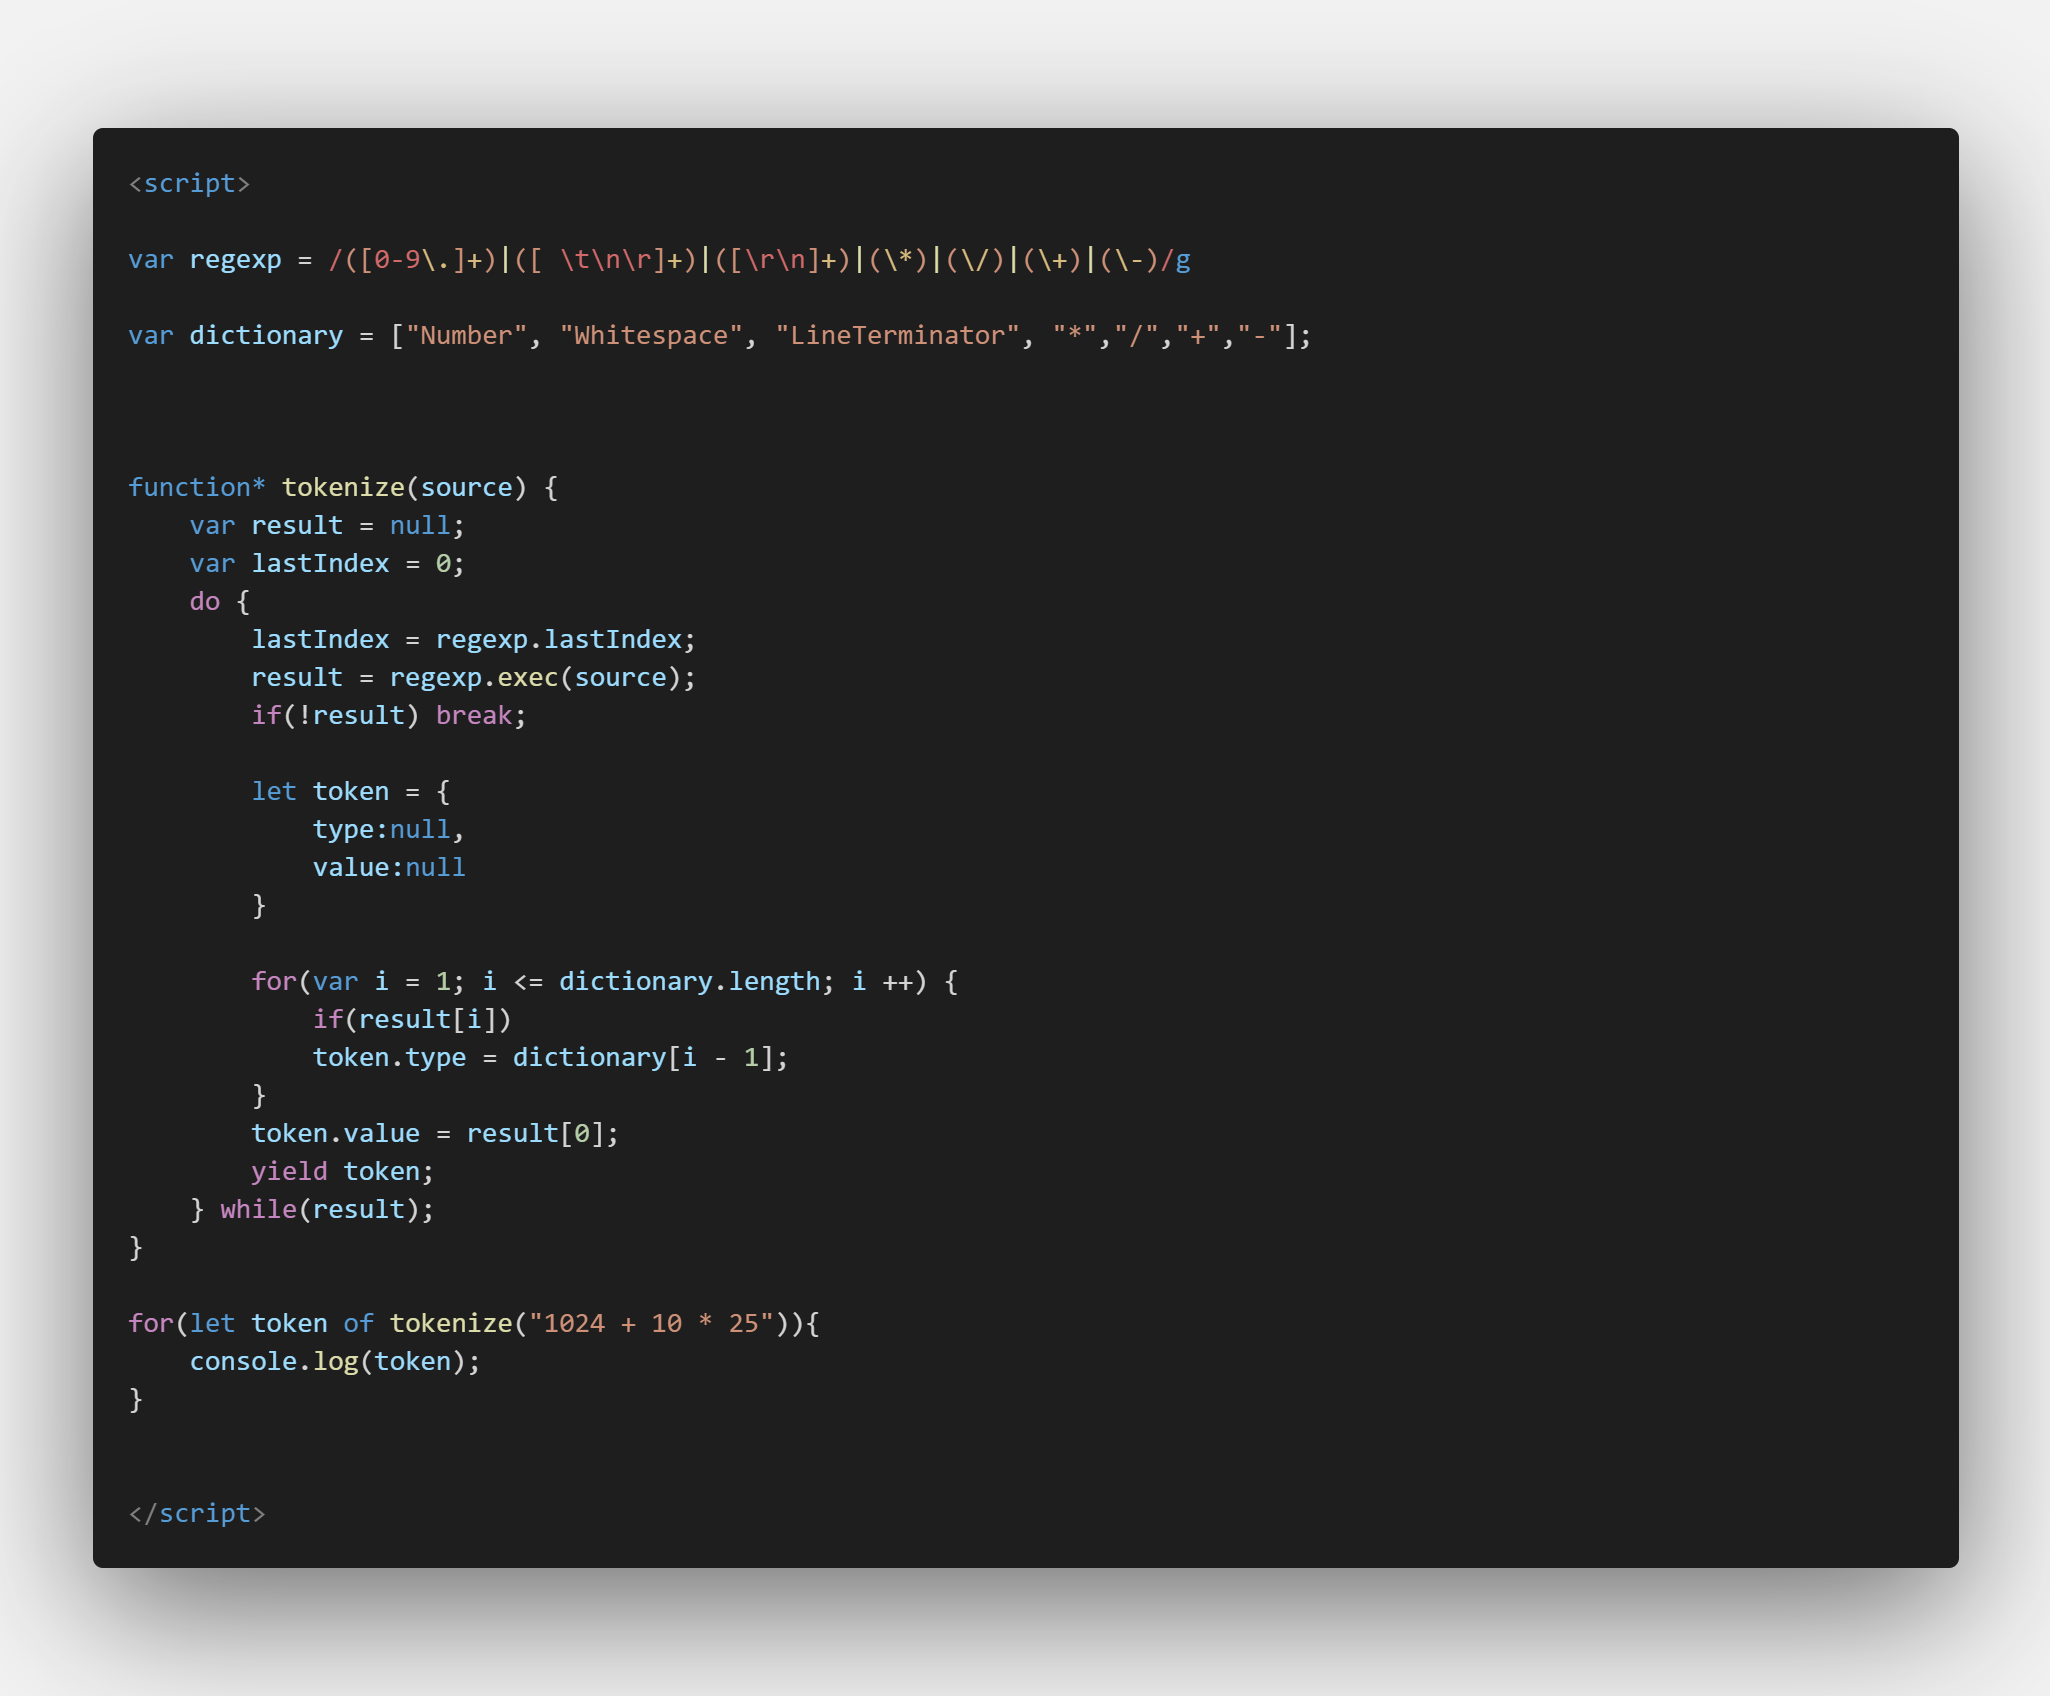 <script>
var regexp = /([0-9\.]+)|([ \t\n\r]+)|([\r\n]+)|(\*)|(\/)|(\+)|(\-)/g
var dictionary = ["Number", "Whitespace", "LineTerminator", "*","/","+","-"];
function* tokenize(source) {
    var result = null;
    var lastIndex = 0;
    do {
        lastIndex = regexp.lastIndex;
        result = regexp.exec(source);
        if(!result) break;
        let token = {
            type:null,
            value:null
        }
        for(var i = 1; i <= dictionary.length; i ++) {
            if(result[i])
            token.type = dictionary[i - 1];
        }
        token.value = result[0];
        yield token;
    } while(result);
}
for(let token of tokenize("1024 + 10 * 25")){
    console.log(token);
}
</script>